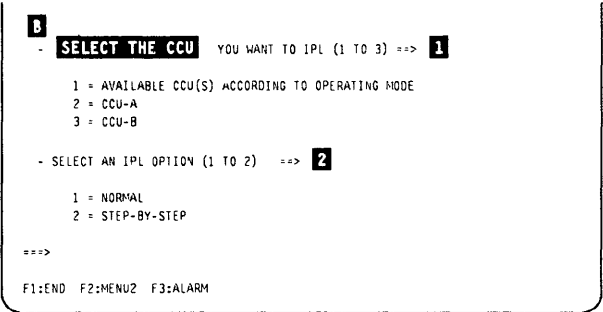 B
- SELECT THE CCU YOU WANT TO IPL (1 TO 3) ==> 1
1 = AVAILABLE CCU(S) ACCORDING TO OPERATING MODE
2 = CCU-A
3 = CCU-B
- SELECT AN IPL OPTION (1 TO 2) ==> 2
1 = NORMAL
2 = STEP-BY-STEP
===>
F1:END F2:MENU2 F3:ALARM